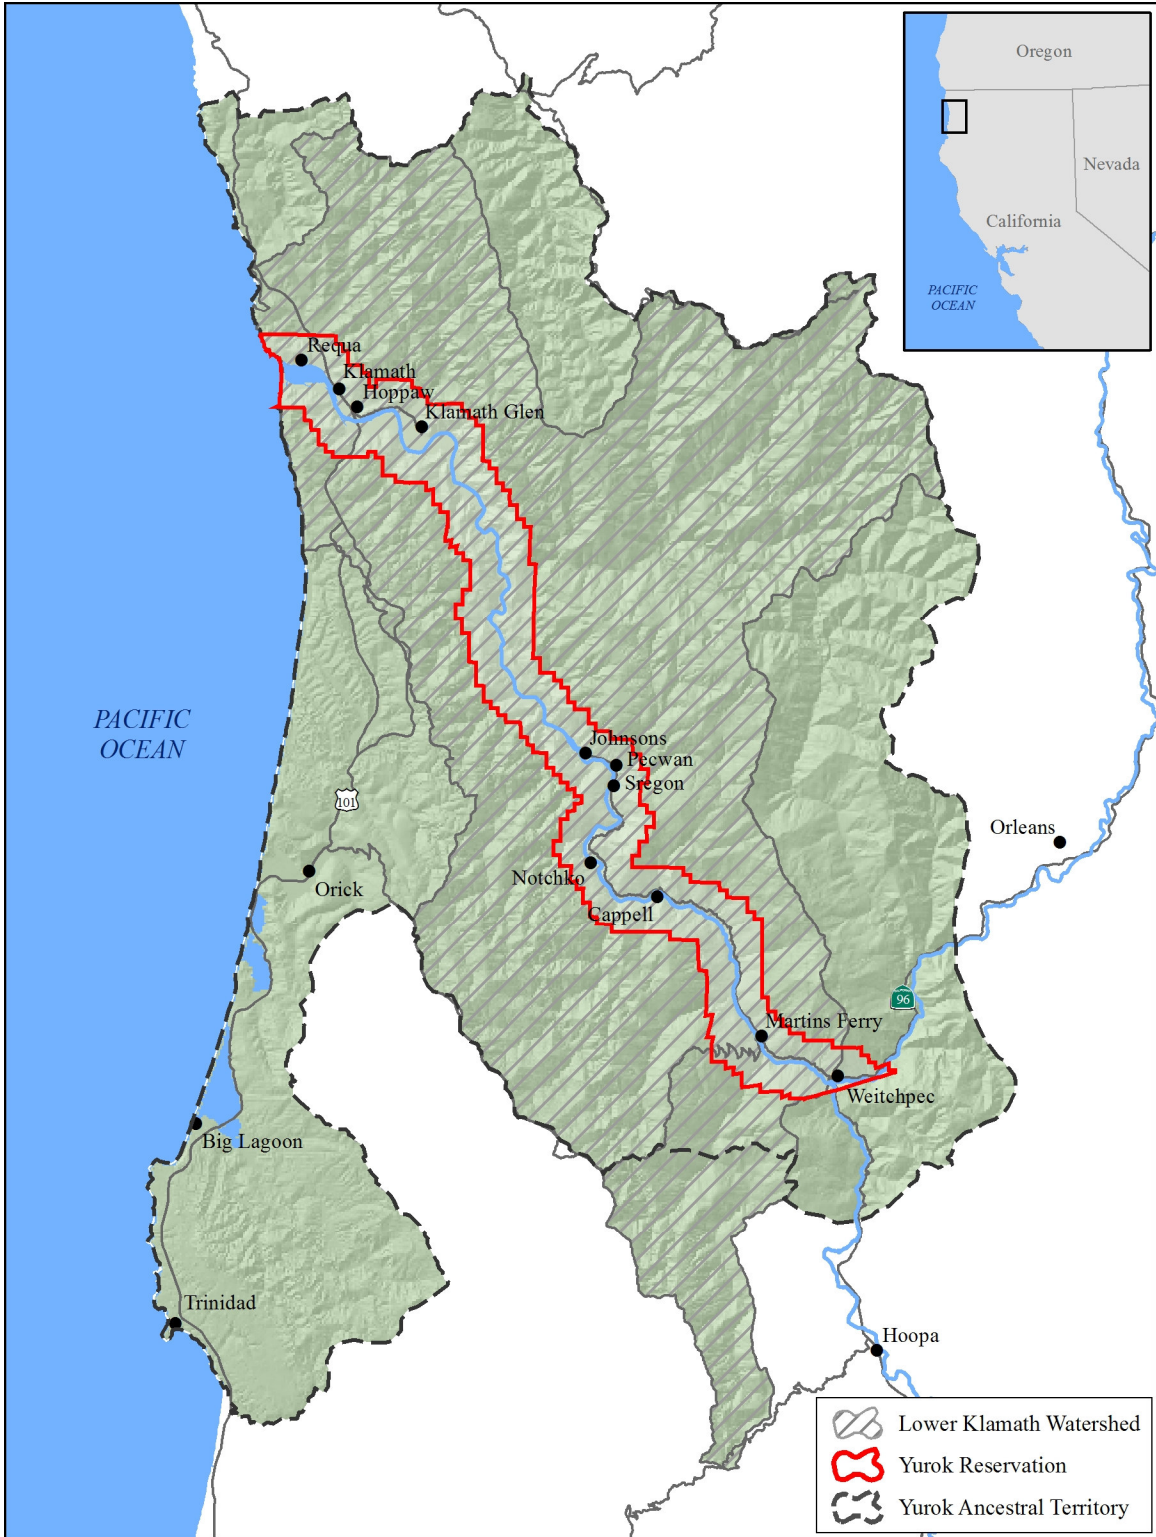 Oregon
Nevada
California
PACIFIC
OCEAN
Requa
Klamath
Hoppaw
Klamath Glen
PACIFIC
OCEAN
Johnsons
Pecwan
Sregon
101
Orleans
Notchko
Orick
Cappell
96
Martins Ferry
Weitchpec
Big Lagoon
Trinidad
Hoopa
Lower Klamath Watershed
Yurok Reservation
Yurok Ancestral Territory